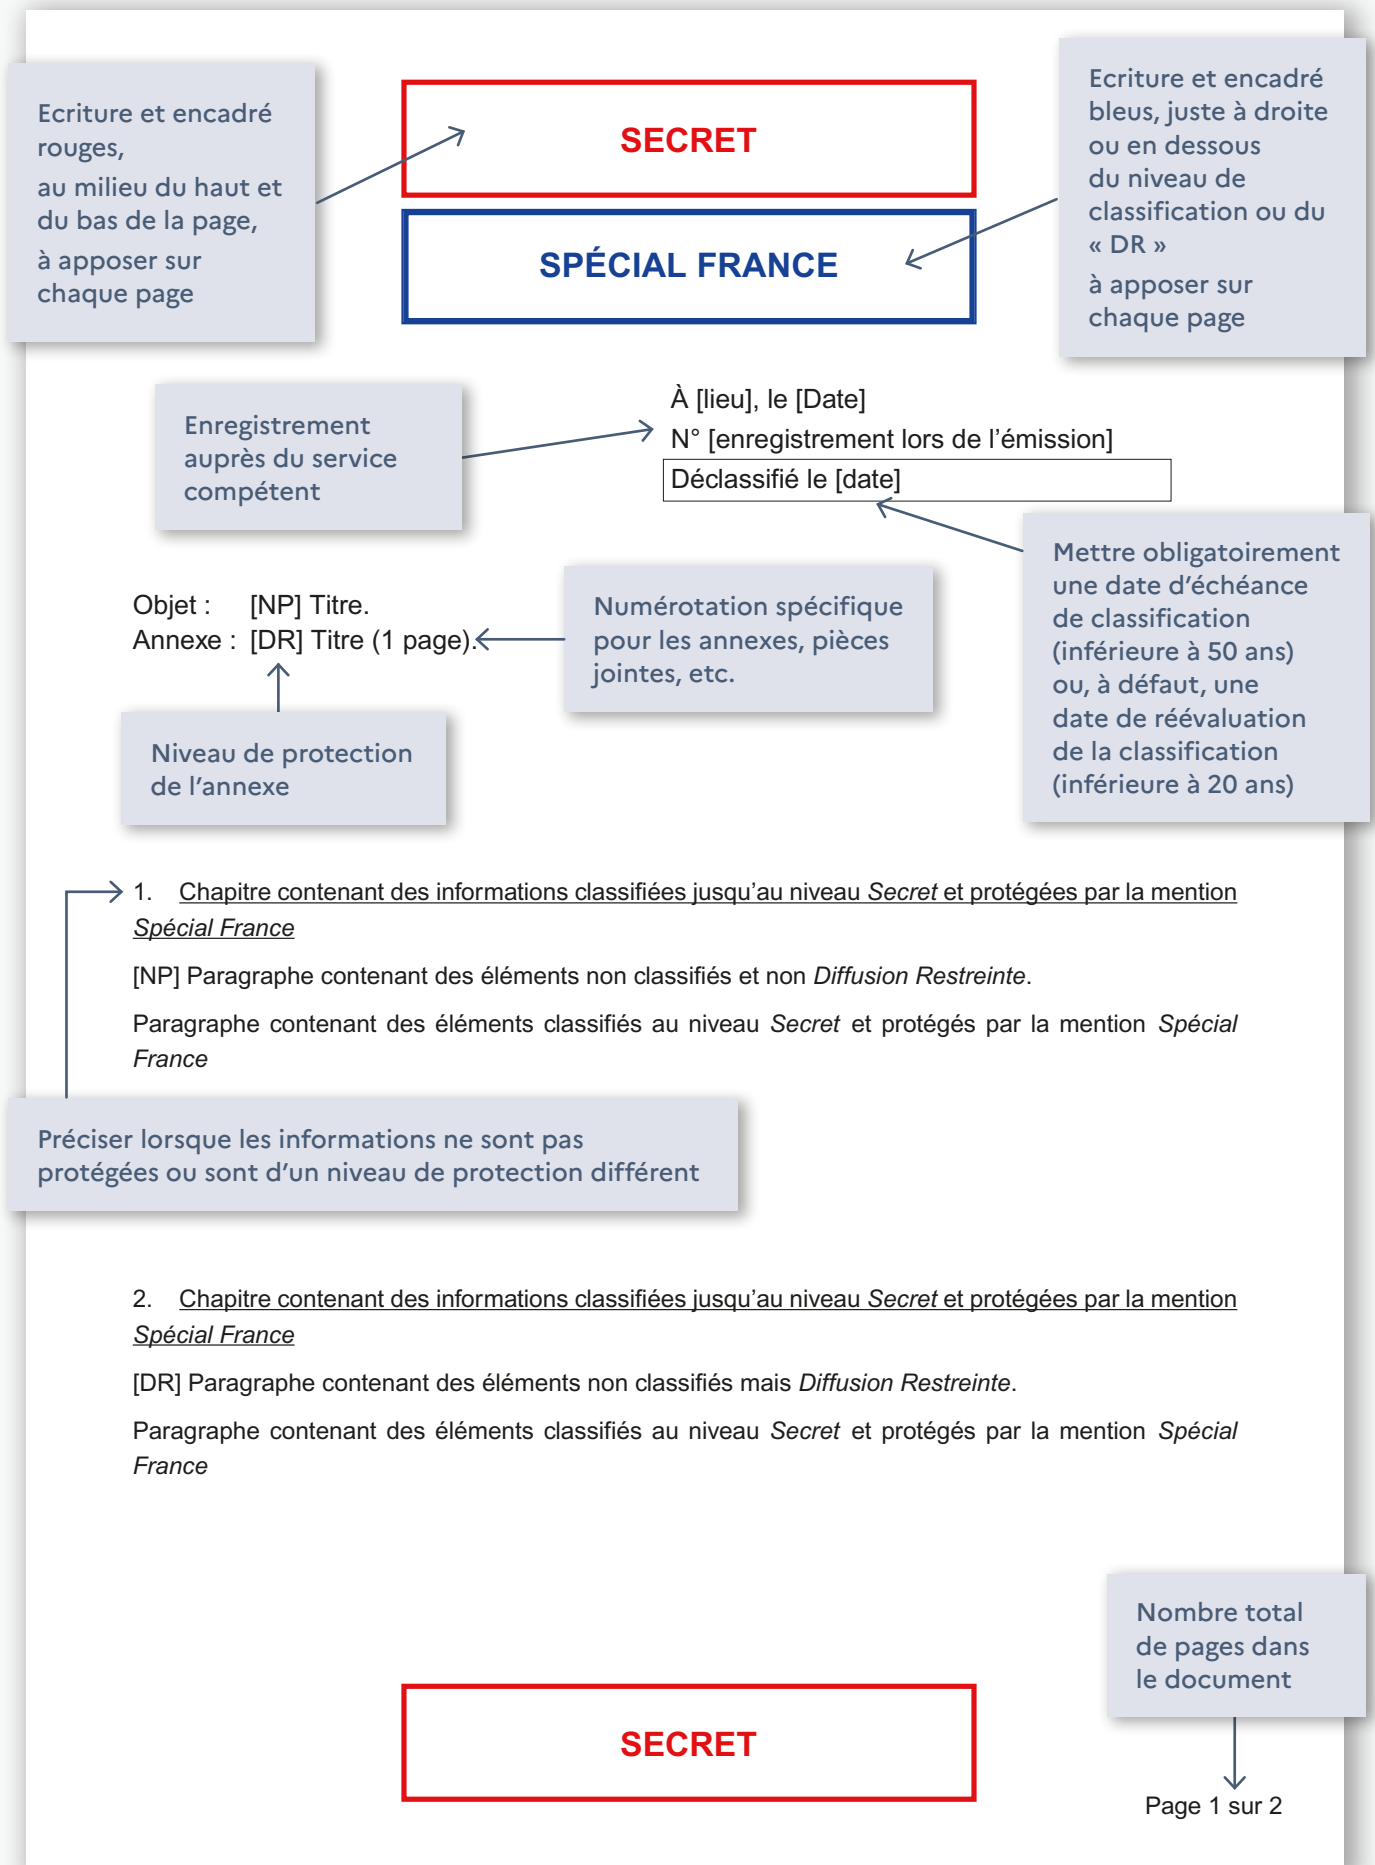 Ecriture et encadré
rouges,
au milieu du haut et
du bas de la page,
à apposer sur
chaque page
SECRET
SPÉCIAL FRANCE
Ecriture et encadré
bleus, juste à droite
ou en dessous
du niveau de
classification ou du
« DR »
à apposer sur
chaque page
Enregistrement
auprès du service
compétent
À [lieu], le [Date]
N° [enregistrement lors de l’émission]
Déclassifié le [date]
Mettre obligatoirement
une date d’échéance
de classification
(inférieure à 50 ans)
ou, à défaut, une
date de réévaluation
de la classification
(inférieure à 20 ans)
Objet : [NP] Titre.
Annexe : [DR] Titre (1 page).
Numérotation spécifique
pour les annexes, pièces
jointes, etc.
Niveau de protection
de l’annexe
1. Chapitre contenant des informations classifiées jusqu’au niveau Secret et protégées par la mention
Spécial France
[NP] Paragraphe contenant des éléments non classifiés et non Diffusion Restreinte.
Paragraphe contenant des éléments classifiés au niveau Secret et protégés par la mention Spécial
France
Préciser lorsque les informations ne sont pas
protégées ou sont d’un niveau de protection différent
2. Chapitre contenant des informations classifiées jusqu’au niveau Secret et protégées par la mention
Spécial France
[DR] Paragraphe contenant des éléments non classifiés mais Diffusion Restreinte.
Paragraphe contenant des éléments classifiés au niveau Secret et protégés par la mention Spécial
France
Nombre total
de pages dans
le document
SECRET
Page 1 sur 2